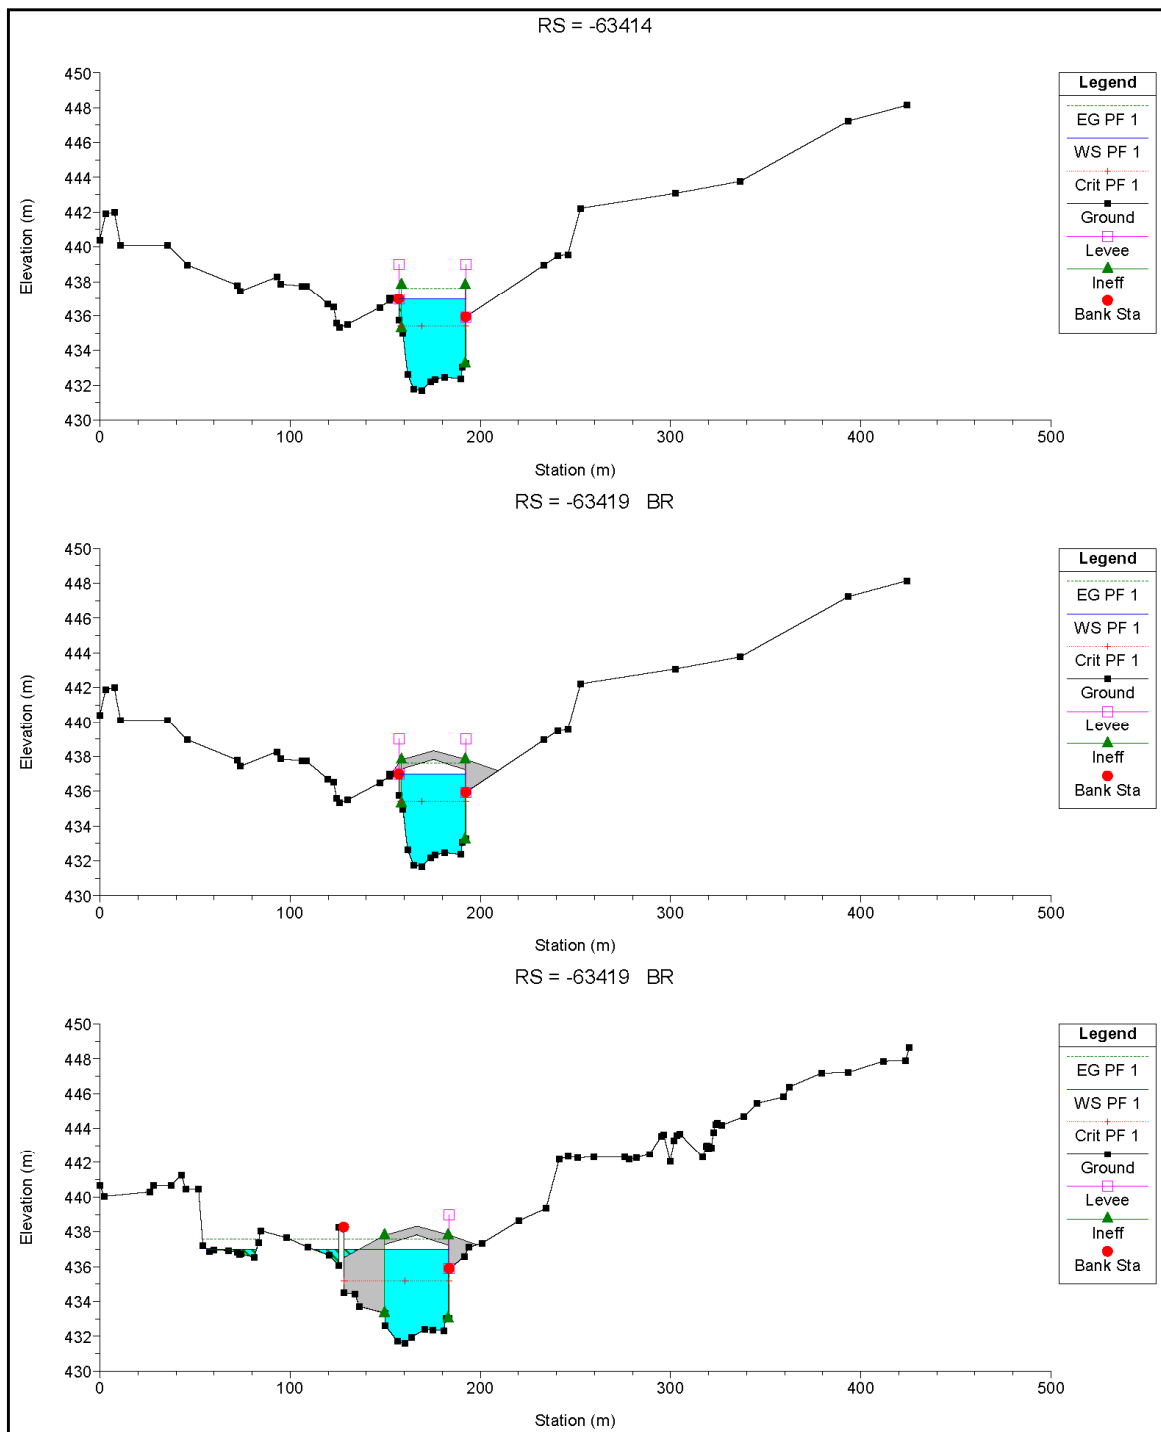 RS = -63414
450
448
446
444
442
440
438
436
434
432
430
Elevation (m)
0
100
200
300
400
500
Station (m)
Legend
EG PF 1
WS PF 1
Crit PF 1
Ground
Levee
Ineff
Bank Sta
RS = -63419 BR
450
448
446
444
442
440
438
436
434
432
430
Elevation (m)
0
100
200
300
400
500
Station (m)
Legend
EG PF 1
WS PF 1
Crit PF 1
Ground
Levee
Ineff
Bank Sta
RS = -63419 BR
450
448
446
444
442
440
438
436
434
432
430
Elevation (m)
0
100
200
300
400
500
Station (m)
Legend
EG PF 1
WS PF 1
Crit PF 1
Ground
Levee
Ineff
Bank Sta